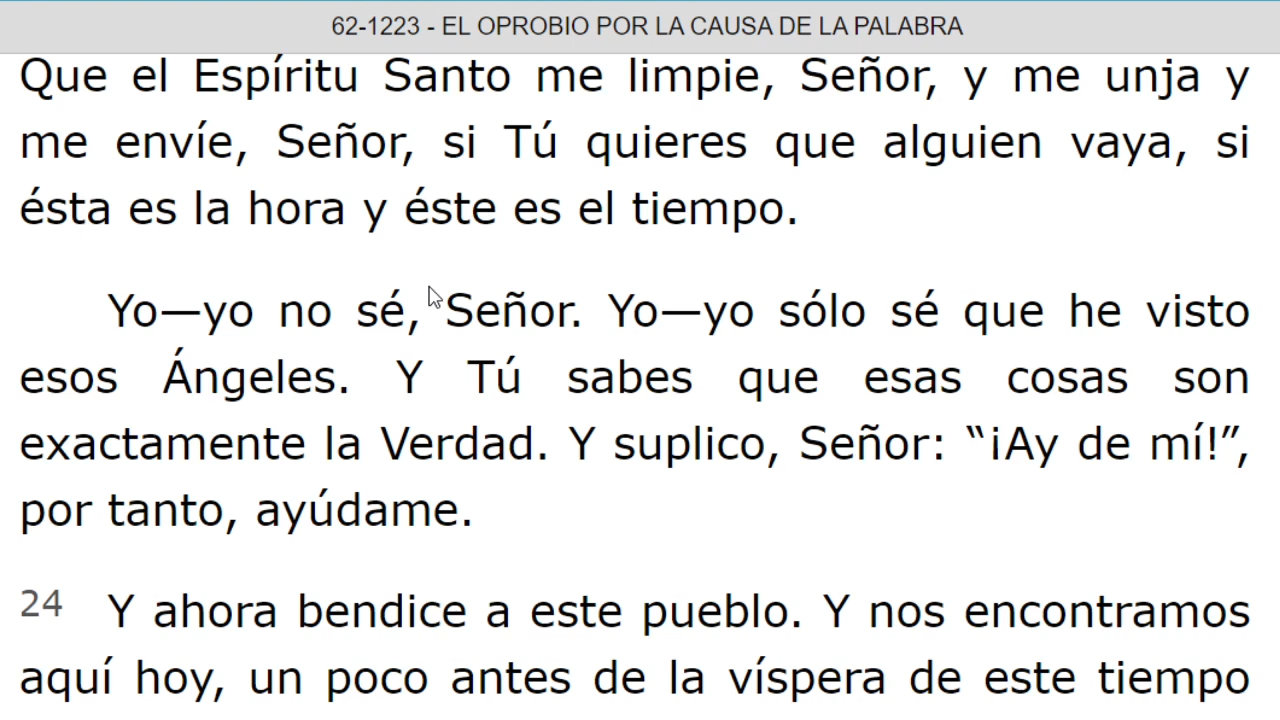 62-1223 - EL OPROBIO POR LA CAUSA DE LA PALABRA
Que el Espíritu Santo me limpie, Señor, y me unja y
me envíe, Señor, si Tú quieres que alguien vaya, si
ésta es la hora y éste es el tiempo.
Yo—yo no sé, Señor. Yo—yo sólo sé que he visto
esos Ángeles. Y Tú sabes que esas cosas son
exactamente la Verdad. Y suplico, Señor: “¡Ay de mí!”,
por tanto, ayúdame.
24 Y ahora bendice a este pueblo. Y nos encontramos
aquí hoy, un poco antes de la víspera de este tiempo